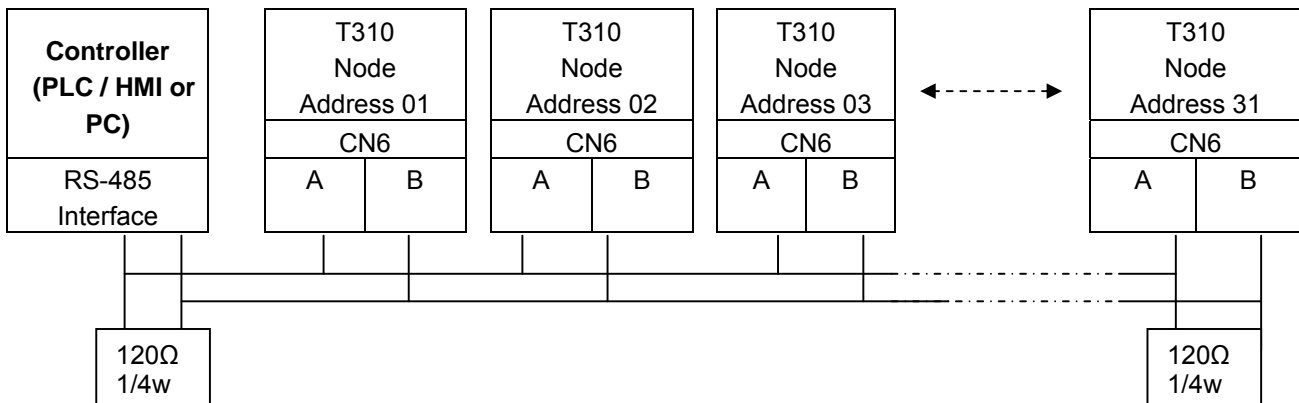 Controller
(PLC / HMI or
PC)
RS-485
Interface
T310
Node
Address 01
CN6
A B
T310
Node
Address 02
CN6
A B
T310
Node
Address 03
CN6
A B
T310
Node
Address 31
CN6
A B
120Ω
1/4w
120Ω
1/4w